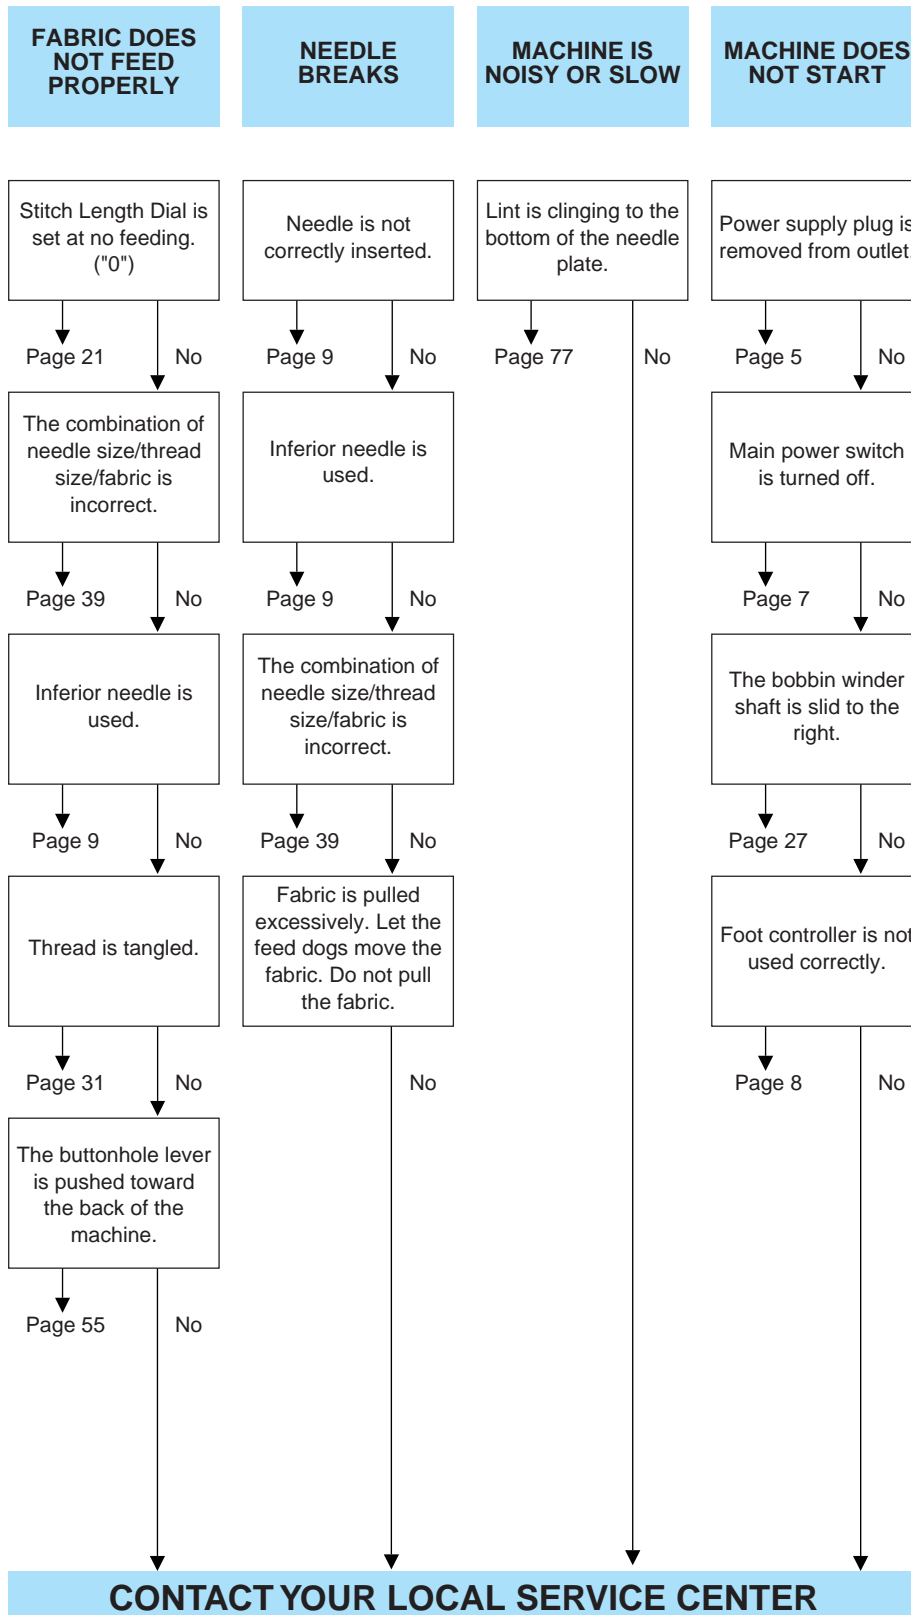 FABRIC DOES
NOT FEED
PROPERLY
Stitch Length Dial is
set at no feeding.
("0")
Page 21
No
The combination of
needle size/thread
size/fabric is
incorrect.
Page 39
No
Inferior needle is
used.
Page 9
No
Thread is tangled.
Page 31
No
The buttonhole lever
is pushed toward
the back of the
machine.
Page 55
No
NEEDLE
BREAKS
Needle is not
correctly inserted.
Page 9
No
Inferior needle is
used.
Page 9
No
The combination of
needle size/thread
size/fabric is
incorrect.
Page 39
No
Fabric is pulled
excessively. Let the
feed dogs move the
fabric. Do not pull
the fabric.
No
MACHINE IS
NOISY OR SLOW
Lint is clinging to the
bottom of the needle
plate.
Page 77
No
MACHINE DOES
NOT START
Power supply plug is
removed from outlet.
Page 5
No
Main power switch
is turned off.
Page 7
No
The bobbin winder
shaft is slid to the
right.
Page 27
No
Foot controller is not
used correctly.
Page 8
No
CONTACT YOUR LOCAL SERVICE CENTER